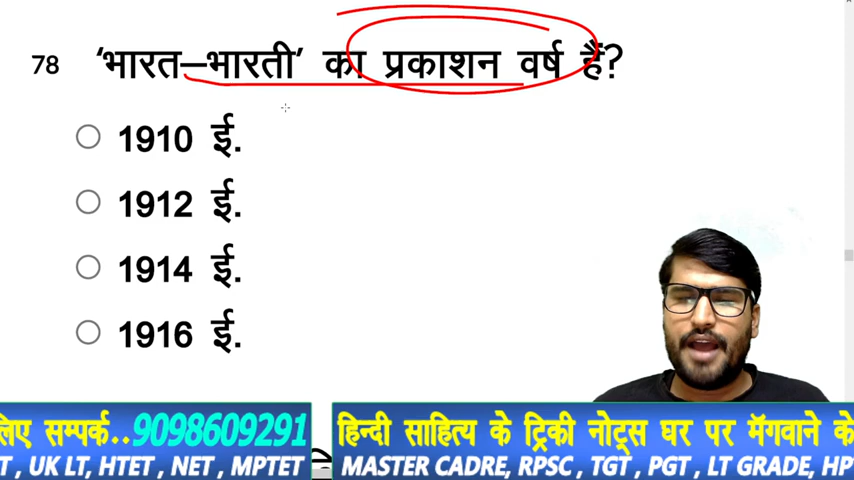 78 ‘भारत–भारती’ का प्रकाशन वर्ष हैं?
1910 ई.
1912 ई.
1914 ई.
1916 ई.
लिए सम्पर्क..9098609291
T , UK LT, HTET , NET , MPTET
हिन्दी साहित्य के ट्रिकी नोट्स घर पर मॅगवाने के
MASTER CADRE, RPSC , TGT , PGT , LT GRADE, HP